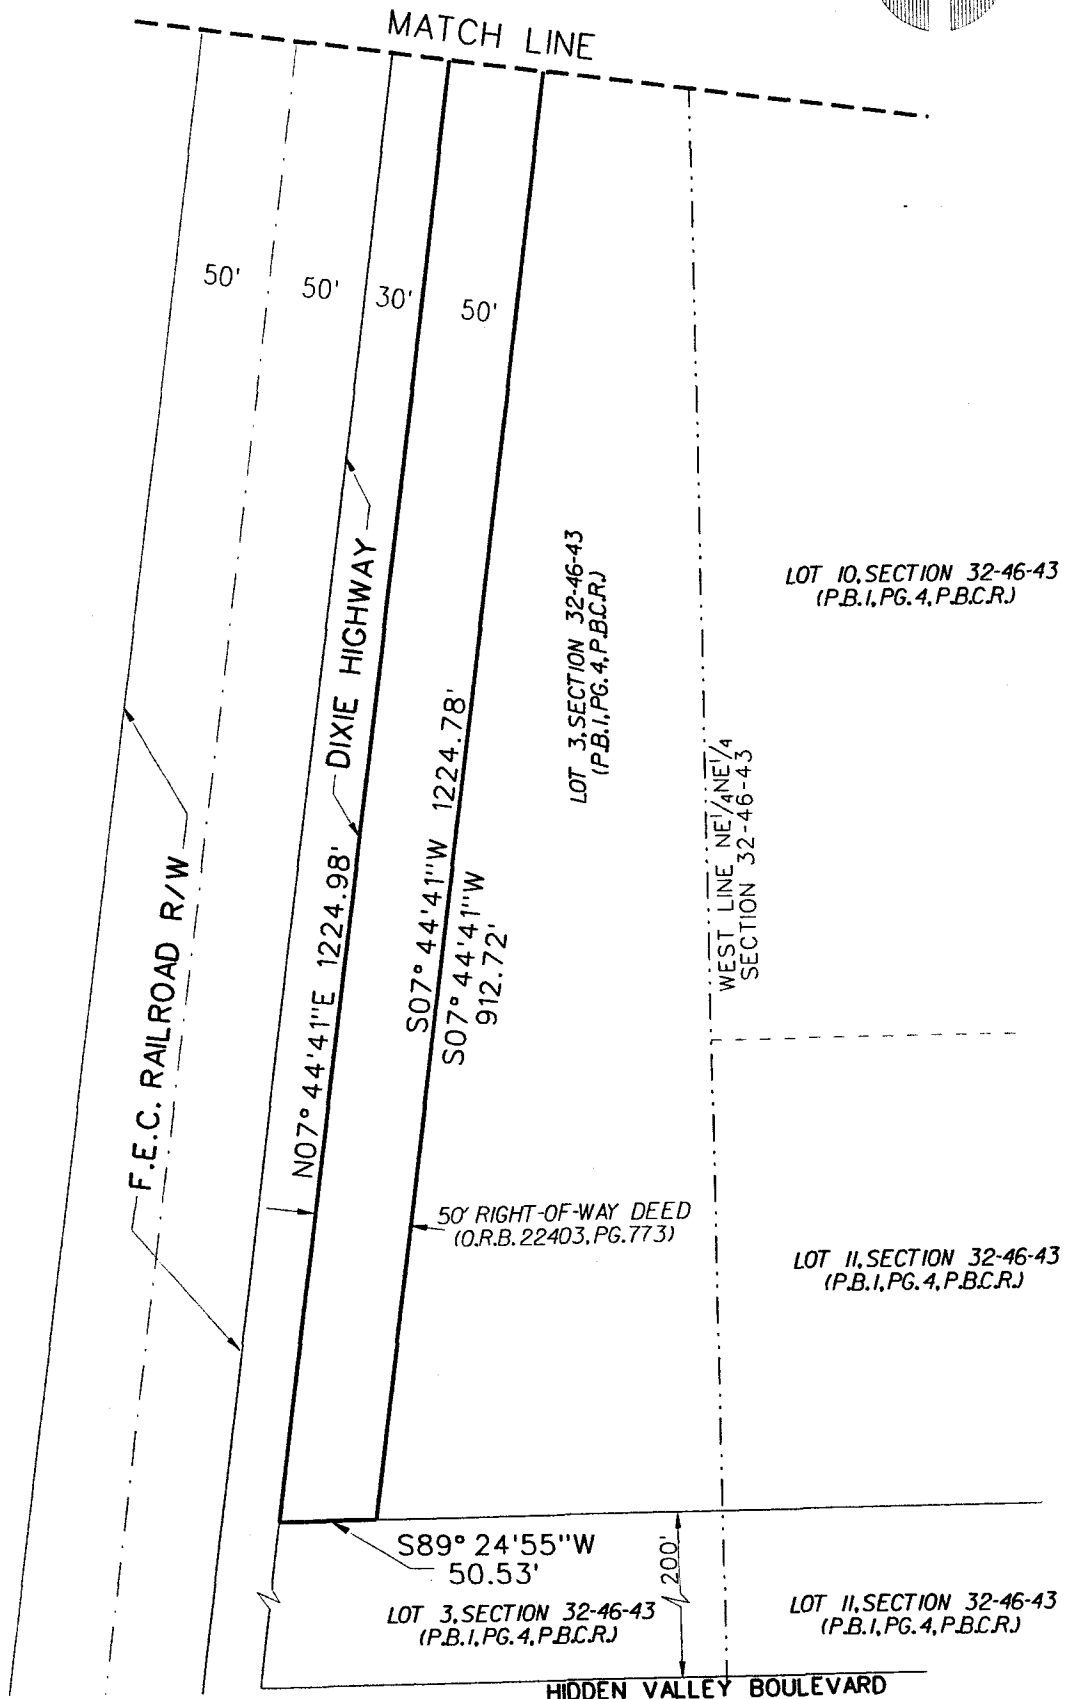 MATCH LINE
50'
50'
30'
50'
DIXIE HIGHWAY
F.E.C. RAILROAD R/W
N07° 44'41"E 1224.98'
S07° 44'41"W 1224.78'
S07° 44'41"W
912.72'
LOT 3, SECTION 32-46-43
(P.B.1, PG. 4, P.B.C.R.)
WEST LINE NE1/4NE1/4
SECTION 32-46-43
LOT 10, SECTION 32-46-43
(P.B.1, PG. 4, P.B.C.R.)
50' RIGHT-OF-WAY DEED
(O.R.B. 22403, PG. 773)
LOT 11, SECTION 32-46-43
(P.B.1, PG. 4, P.B.C.R.)
S89° 24'55"W
50.53'
200'
LOT 3, SECTION 32-46-43
(P.B.1, PG. 4, P.B.C.R.)
LOT 11, SECTION 32-46-43
(P.B.1, PG. 4, P.B.C.R.)
HIDDEN VALLEY BOULEVARD